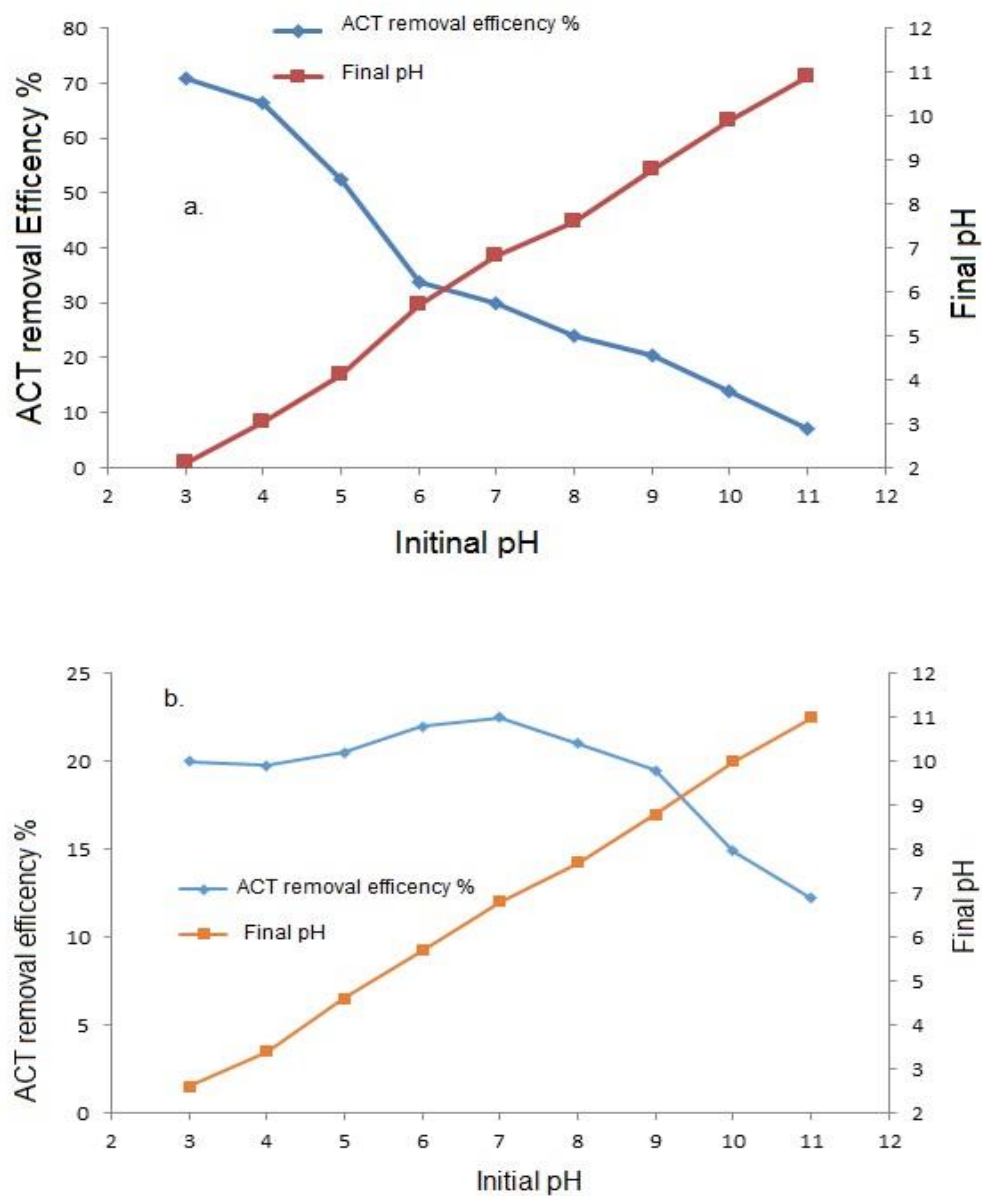 ACT removal efficency %
Final pH
a.
ACT removal Efficency %
80
70
60
50
40
30
20
10
0
12
11
10
9
8
7
6
5
4
3
2
Final pH
2 3 4 5 6 7 8 9 10 11 12
Initinal pH
b.
ACT removal efficency %
25
20
15
10
5
0
ACT removal efficency %
Final pH
12
11
10
9
8
7
6
5
4
3
2
Final pH
2 3 4 5 6 7 8 9 10 11 12
Initial pH